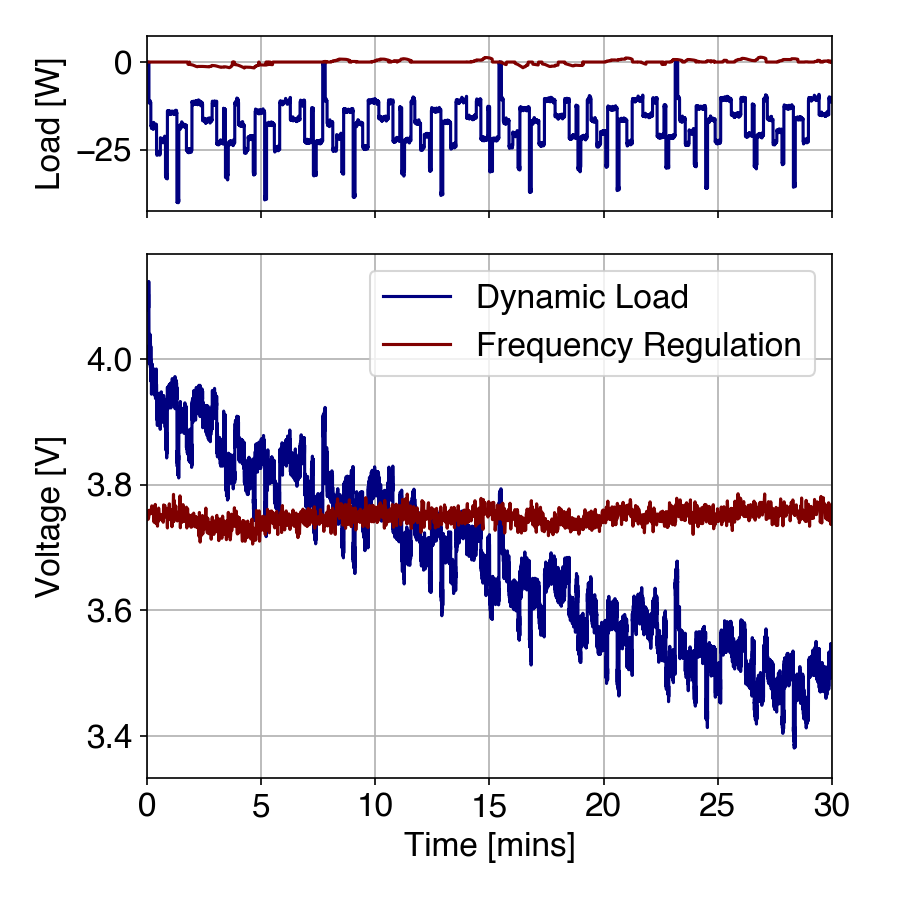 Load [W]
0
−25
Voltage [V]
4.0
3.8
3.6
3.4
Dynamic Load
Frequency Regulation
0 5 10 15 20 25 30
Time [mins]